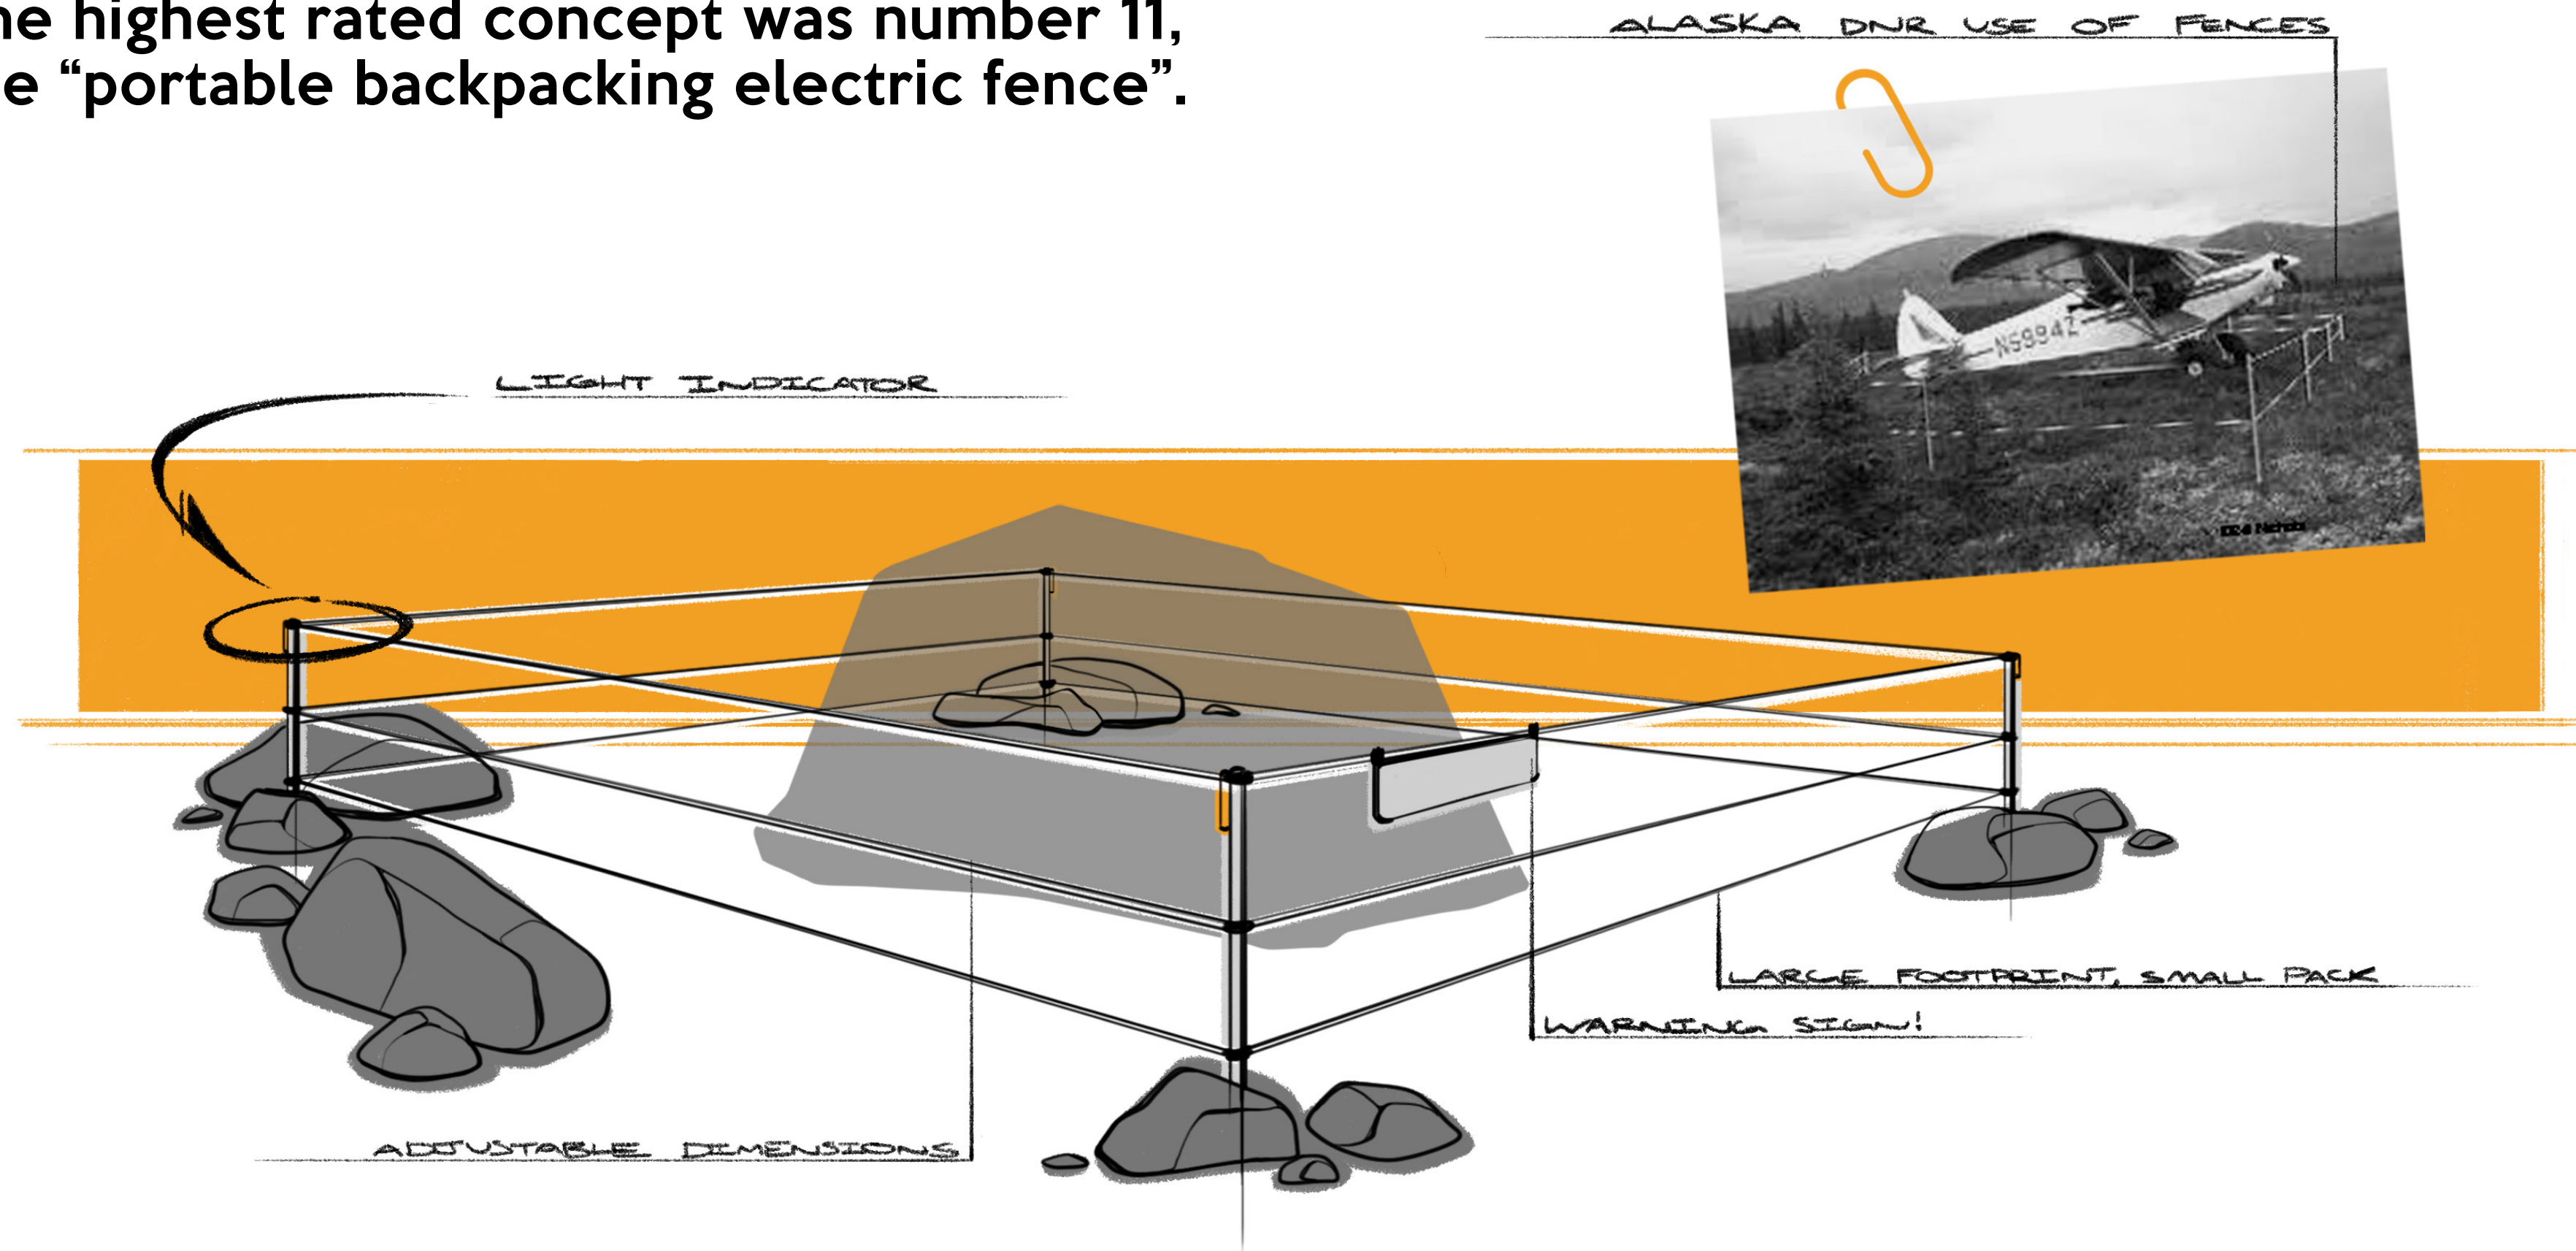 he highest rated concept was number 11,
e “portable backpacking electric fence”.
ALASKA DNR USE OF FENCES
N5994Z
LIGHT INDICATOR
LARGE FOOTPRINT, SMALL PACK
WARNING SIGN!
ADJUSTABLE DIMENSIONS